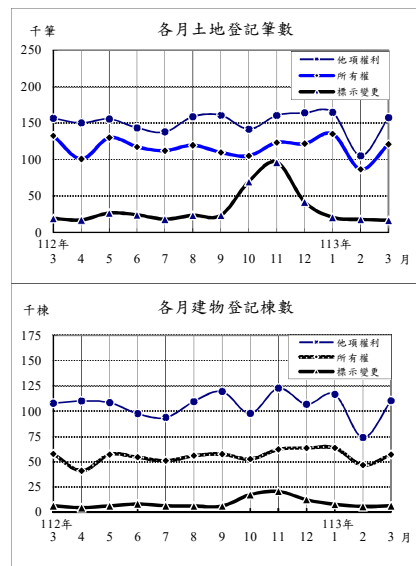 各月土地登記筆數
千筆
250
200
150
100
50
0
他項權利
所有權
標示變更
112年 113年
3 4 5 6 7 8 9 10 11 12 1 2 3 月
各月建物登記棟數
千棟
175
150
125
100
75
50
25
0
他項權利
所有權
標示變更
112年 113年
3 4 5 6 7 8 9 10 11 12 1 2 3 月